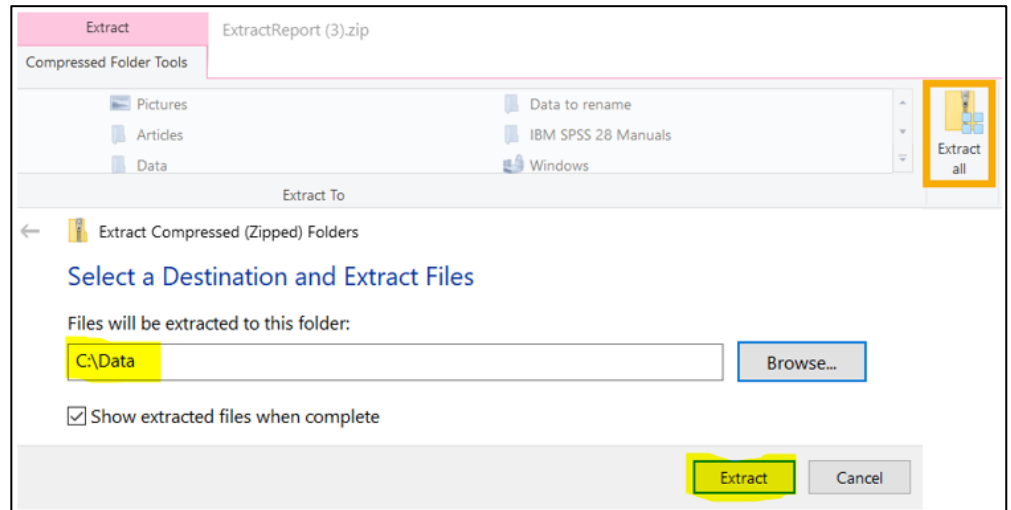 Extract
ExtractReport (3).zip
Compressed Folder Tools
Pictures
Data to rename
Articles
IBM SPSS 28 Manuals
Data
Windows
Extract
all
Extract To
Extract Compressed (Zipped) Folders
Select a Destination and Extract Files
Files will be extracted to this folder:
C:\Data
Browse...
Show extracted files when complete
Extract
Cancel